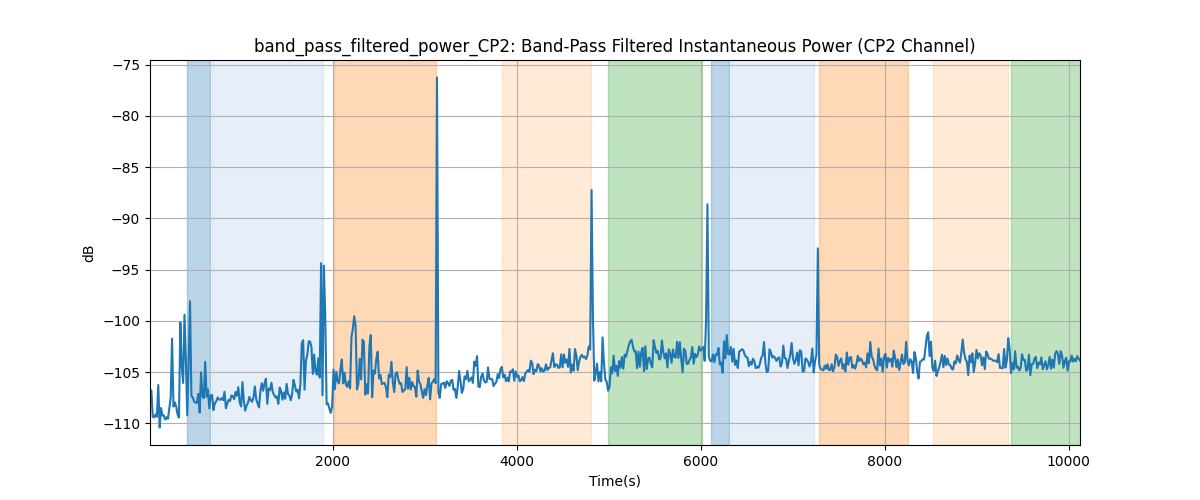 band_pass_filtered_power_CP2: Band-Pass Filtered Instantaneous Power (CP2 Channel)
−75
−80
−85
−90
−95
−100
−105
−110
dB
2000 4000 6000 8000 10000
Time(s)